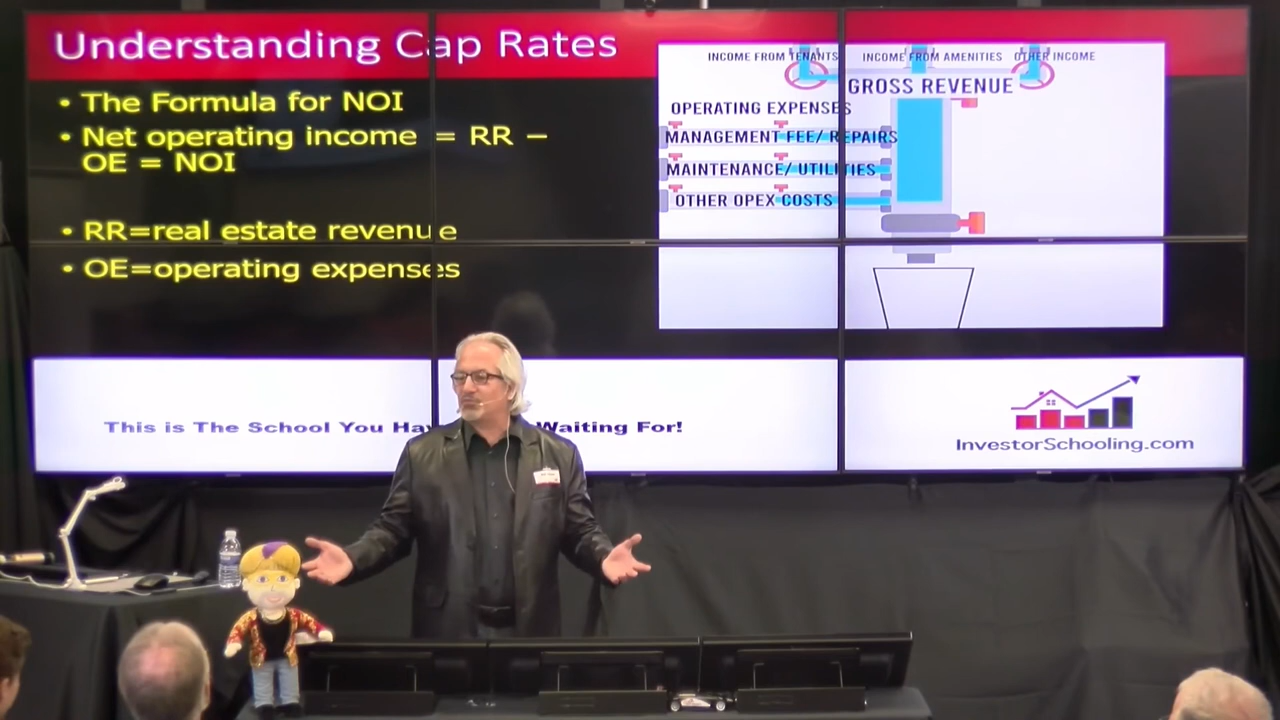 Understanding Cap Rates
• The Formula for NOI
• Net operating income = RR –
OE = NOI
• RR=real estate revenue
• OE=operating expenses
INCOME FROM TENANTS INCOME FROM AMENITIES OTHER INCOME
GROSS REVENUE
OPERATING EXPENSES
MANAGEMENT FEE/ REPAIRS
MAINTENANCE/ UTILITIES
OTHER OPEX COSTS
This is The School You Hav Waiting For!
InvestorSchooling.com